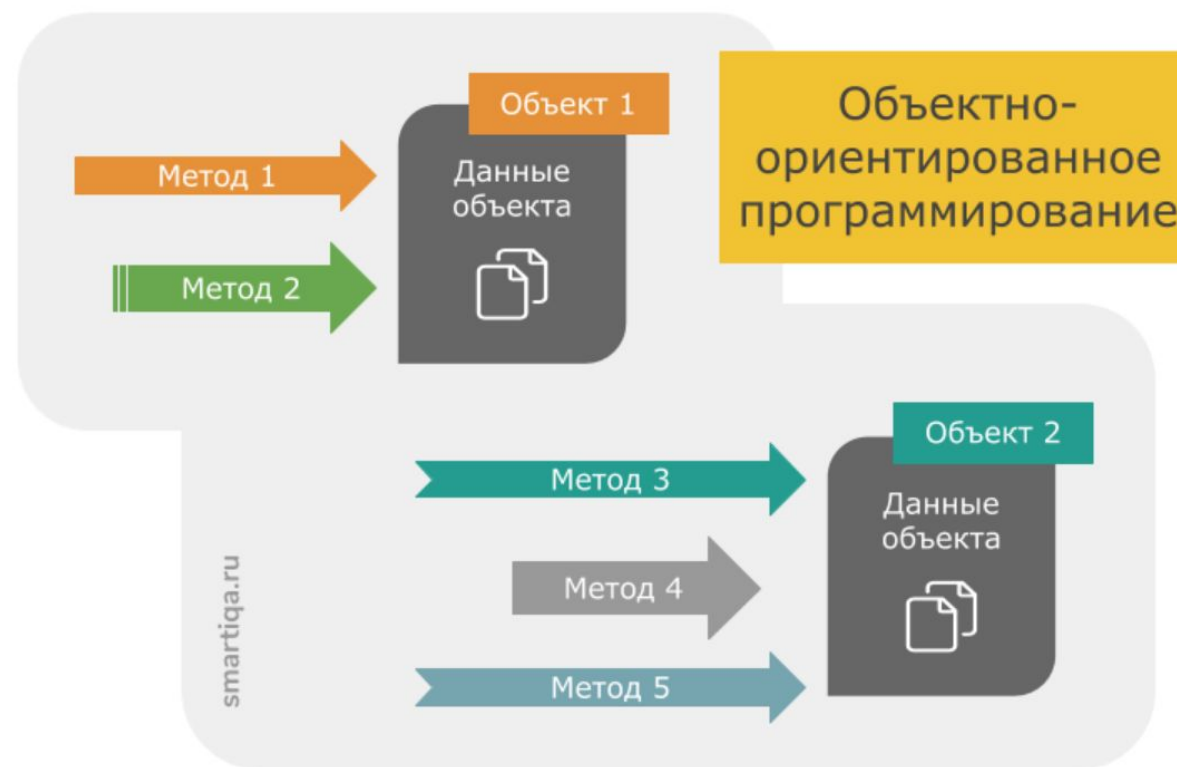 Объектно-
ориентированное
программирование
Объект 1
Данные
объекта
Метод 1
Метод 2
Объект 2
Данные
объекта
Метод 3
Метод 4
Метод 5
smartiqa.ru